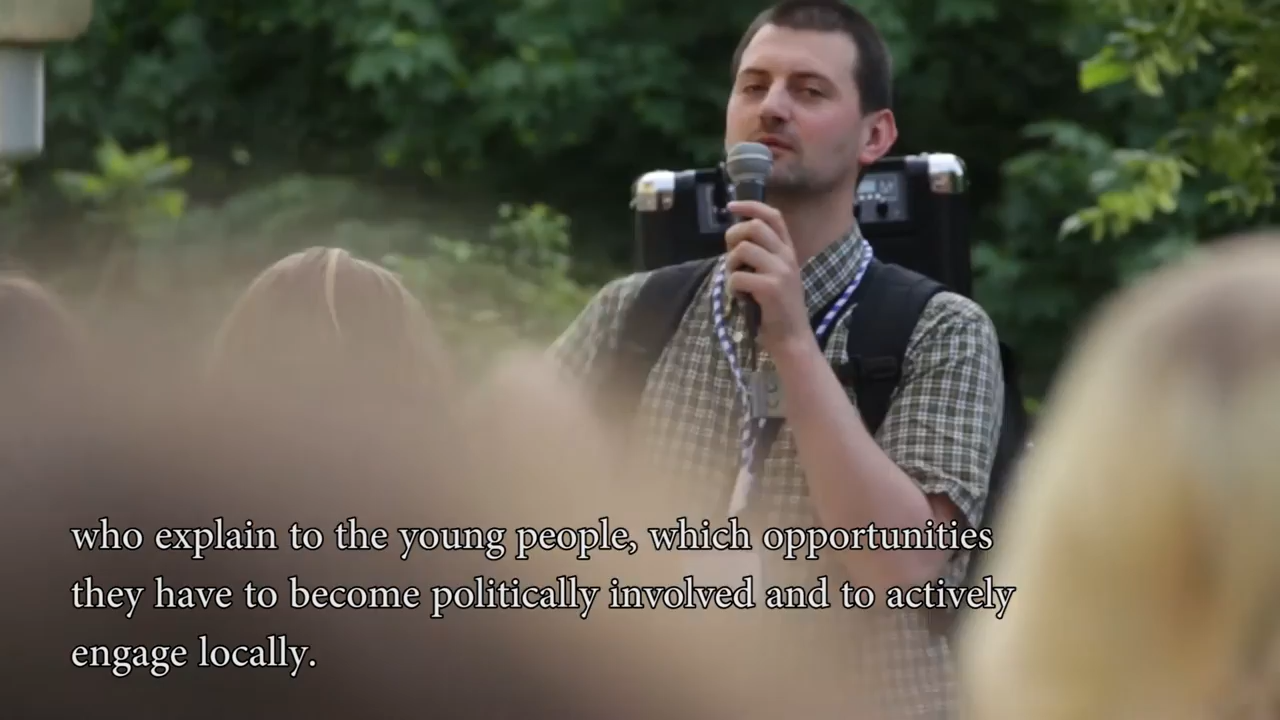 who explain to the young people, which opportunities
they have to become politically involved and to actively
engage locally.